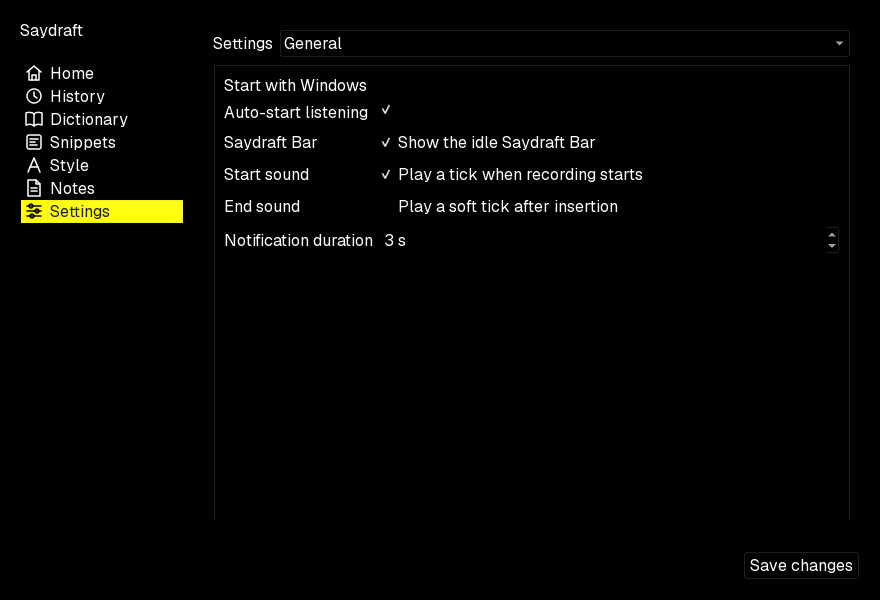 Saydraft
Home
History
Dictionary
Snippets
Style
Notes
Settings
Settings General
Start with Windows
Auto-start listening
Saydraft Bar Show the idle Saydraft Bar
Start sound Play a tick when recording starts
End sound Play a soft tick after insertion
Notification duration 3 s
Save changes